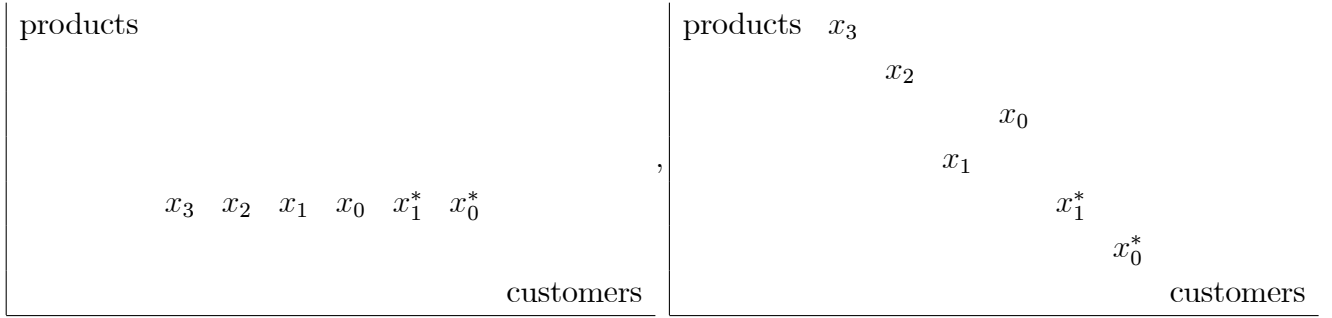 products
x_3 x_2 x_1 x_0 x_1^* x_0^*
customers
,
products x_3
x_2
x_0
x_1
x_1^*
x_0^*
customers